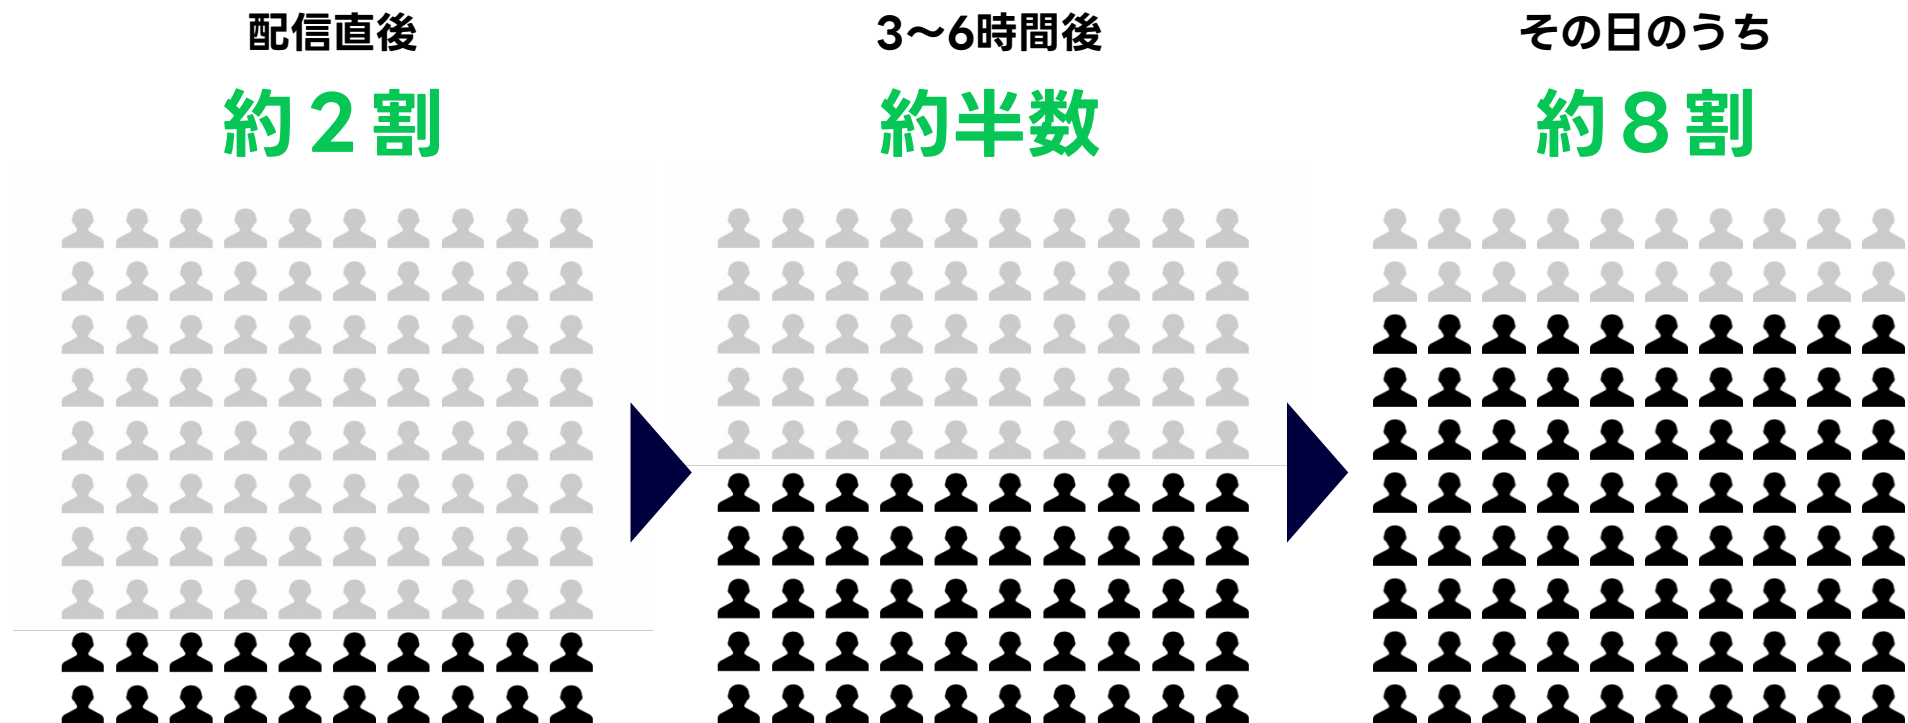 配信直後
約２割
3〜6時間後
約半数
その日のうち
約８割